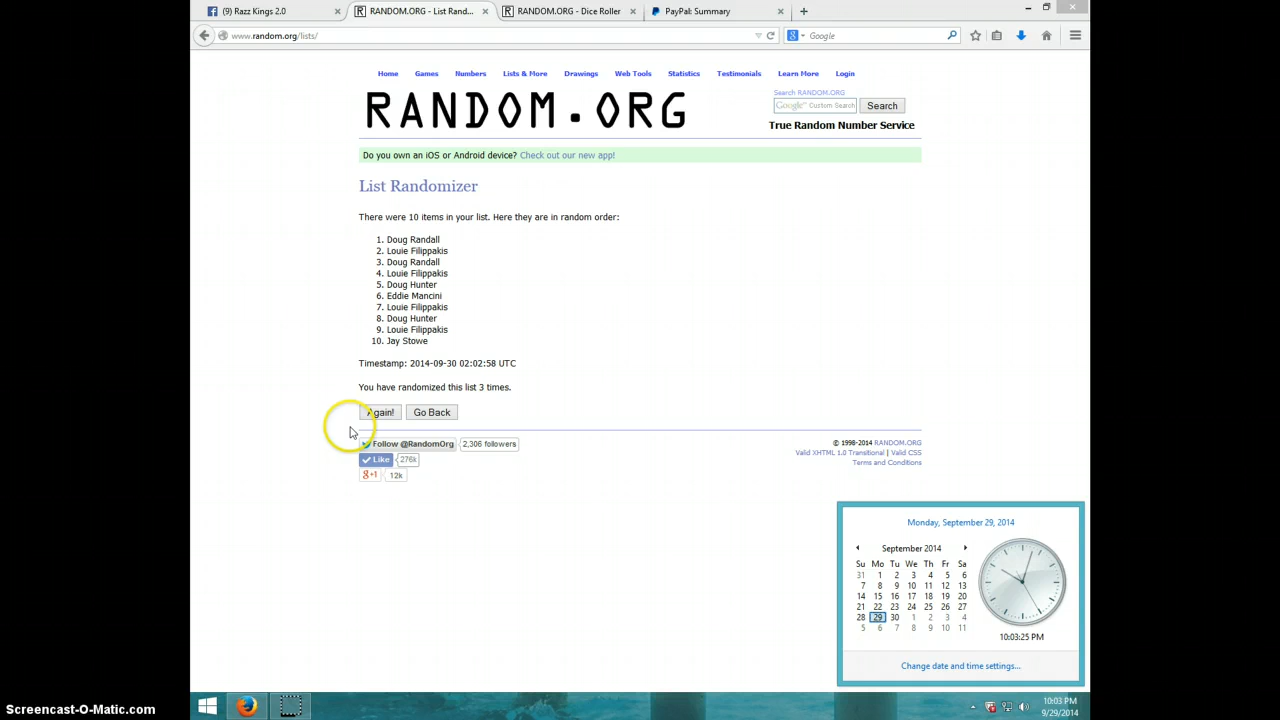 (9) Razz Kings 2.0
RANDOM.ORG - List Rand...
RANDOM.ORG - Dice Roller
PayPal: Summary
www.random.org/lists/
Google
Home Games Numbers Lists & More Drawings Web Tools Statistics Testimonials Learn More Login
Search RANDOM.ORG
RANDOM.ORG
Google™ Custom Search
Search
True Random Number Service
Do you own an iOS or Android device? Check out our new app!
List Randomizer
There were 10 items in your list. Here they are in random order:
1. Doug Randall
2. Louie Filippakis
3. Doug Randall
4. Louie Filippakis
5. Doug Hunter
6. Eddie Mancini
7. Louie Filippakis
8. Doug Hunter
9. Louie Filippakis
10. Jay Stowe
Timestamp: 2014-09-30 02:02:58 UTC
You have randomized this list 3 times.
Again! Go Back
Follow @RandomOrg 2,306 followers
Like 276k
g+1 12k
© 1998-2014 RANDOM.ORG
Valid XHTML 1.0 Transitional | Valid CSS
Terms and Conditions
Monday, September 29, 2014
September 2014
Su Mo Tu We Th Fr Sa
31 1 2 3 4 5 6
7 8 9 10 11 12 13
14 15 16 17 18 19 20
21 22 23 24 25 26 27
28 29 30 1 2 3 4
5 6 7 8 9 10 11
10:03:25 PM
Change date and time settings...
10:03 PM
9/29/2014
Screencast-O-Matic.com